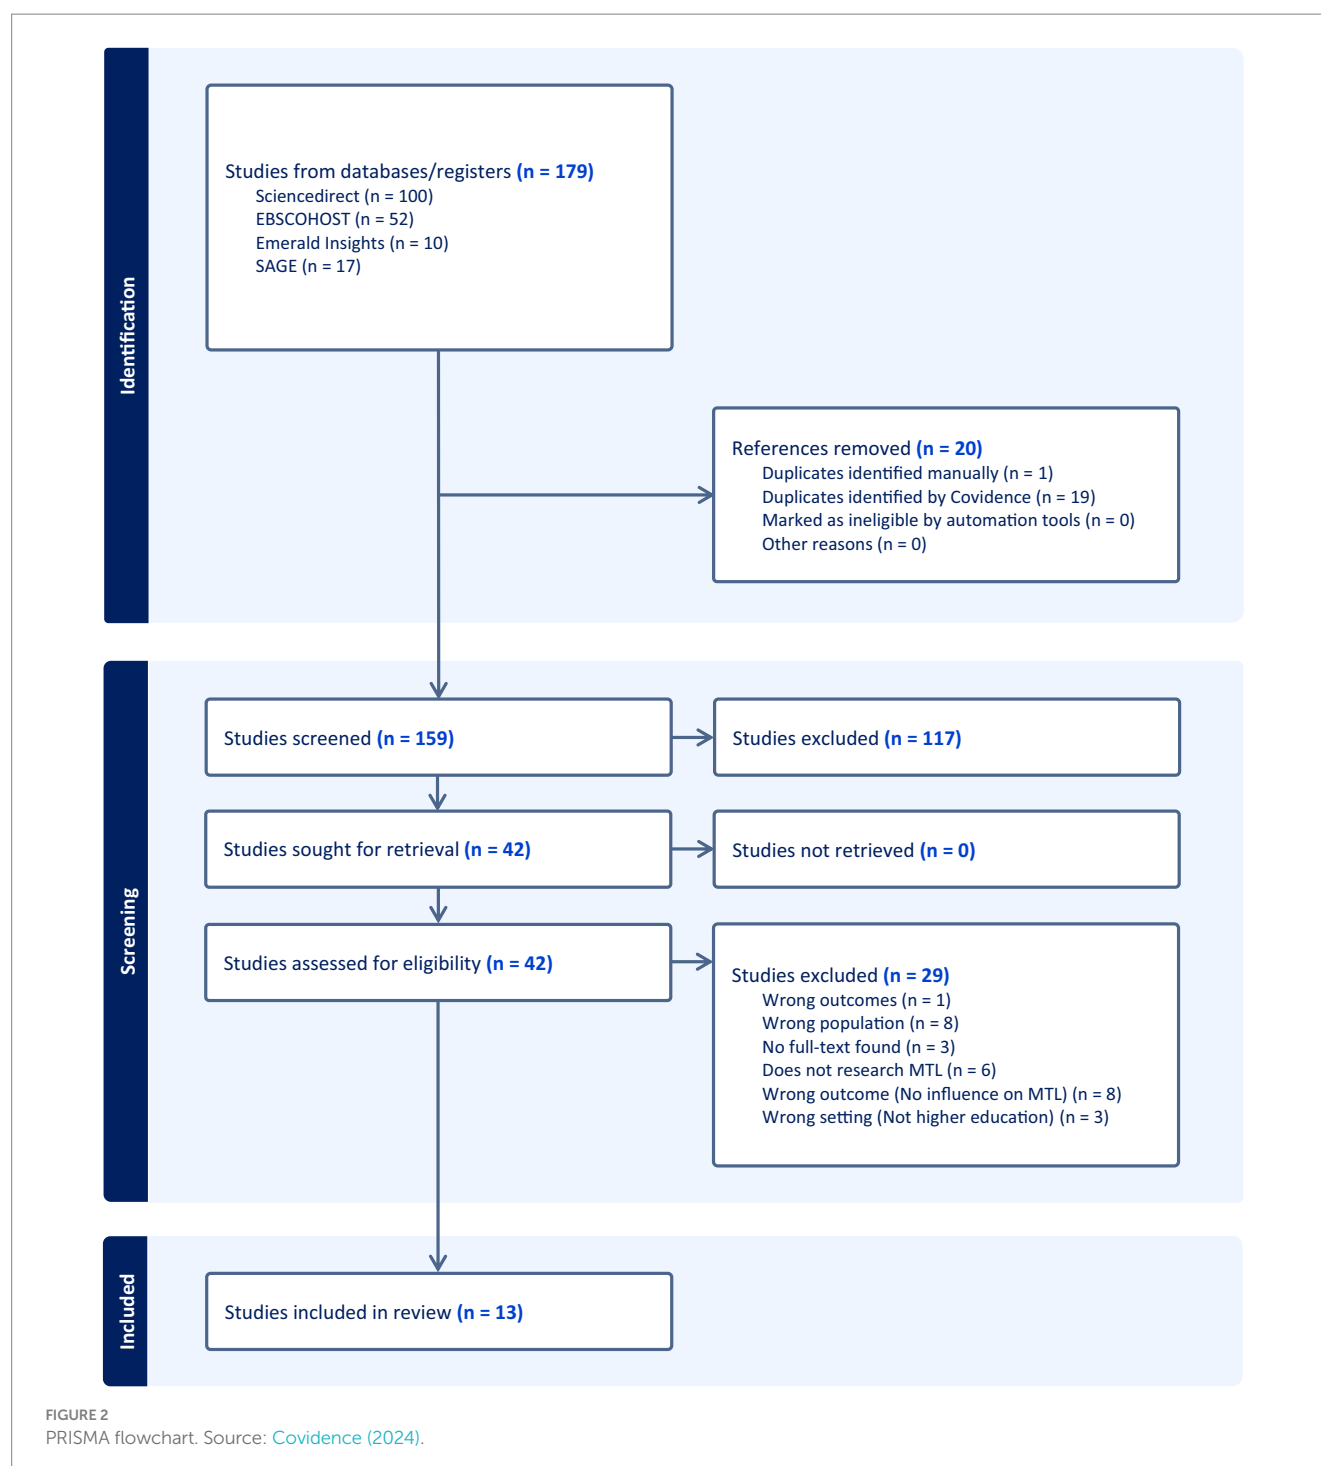 Identification
Studies from databases/registers (n = 179)
Sciencedirect (n = 100)
EBSCOHOST (n = 52)
Emerald Insights (n = 10)
SAGE (n = 17)
References removed (n = 20)
Duplicates identified manually (n = 1)
Duplicates identified by Covidence (n = 19)
Marked as ineligible by automation tools (n = 0)
Other reasons (n = 0)
Screening
Studies screened (n = 159)
Studies excluded (n = 117)
Studies sought for retrieval (n = 42)
Studies not retrieved (n = 0)
Studies assessed for eligibility (n = 42)
Studies excluded (n = 29)
Wrong outcomes (n = 1)
Wrong population (n = 8)
No full-text found (n = 3)
Does not research MTL (n = 6)
Wrong outcome (No influence on MTL) (n = 8)
Wrong setting (Not higher education) (n = 3)
Included
Studies included in review (n = 13)
FIGURE 2
PRISMA flowchart. Source: Covidence (2024).